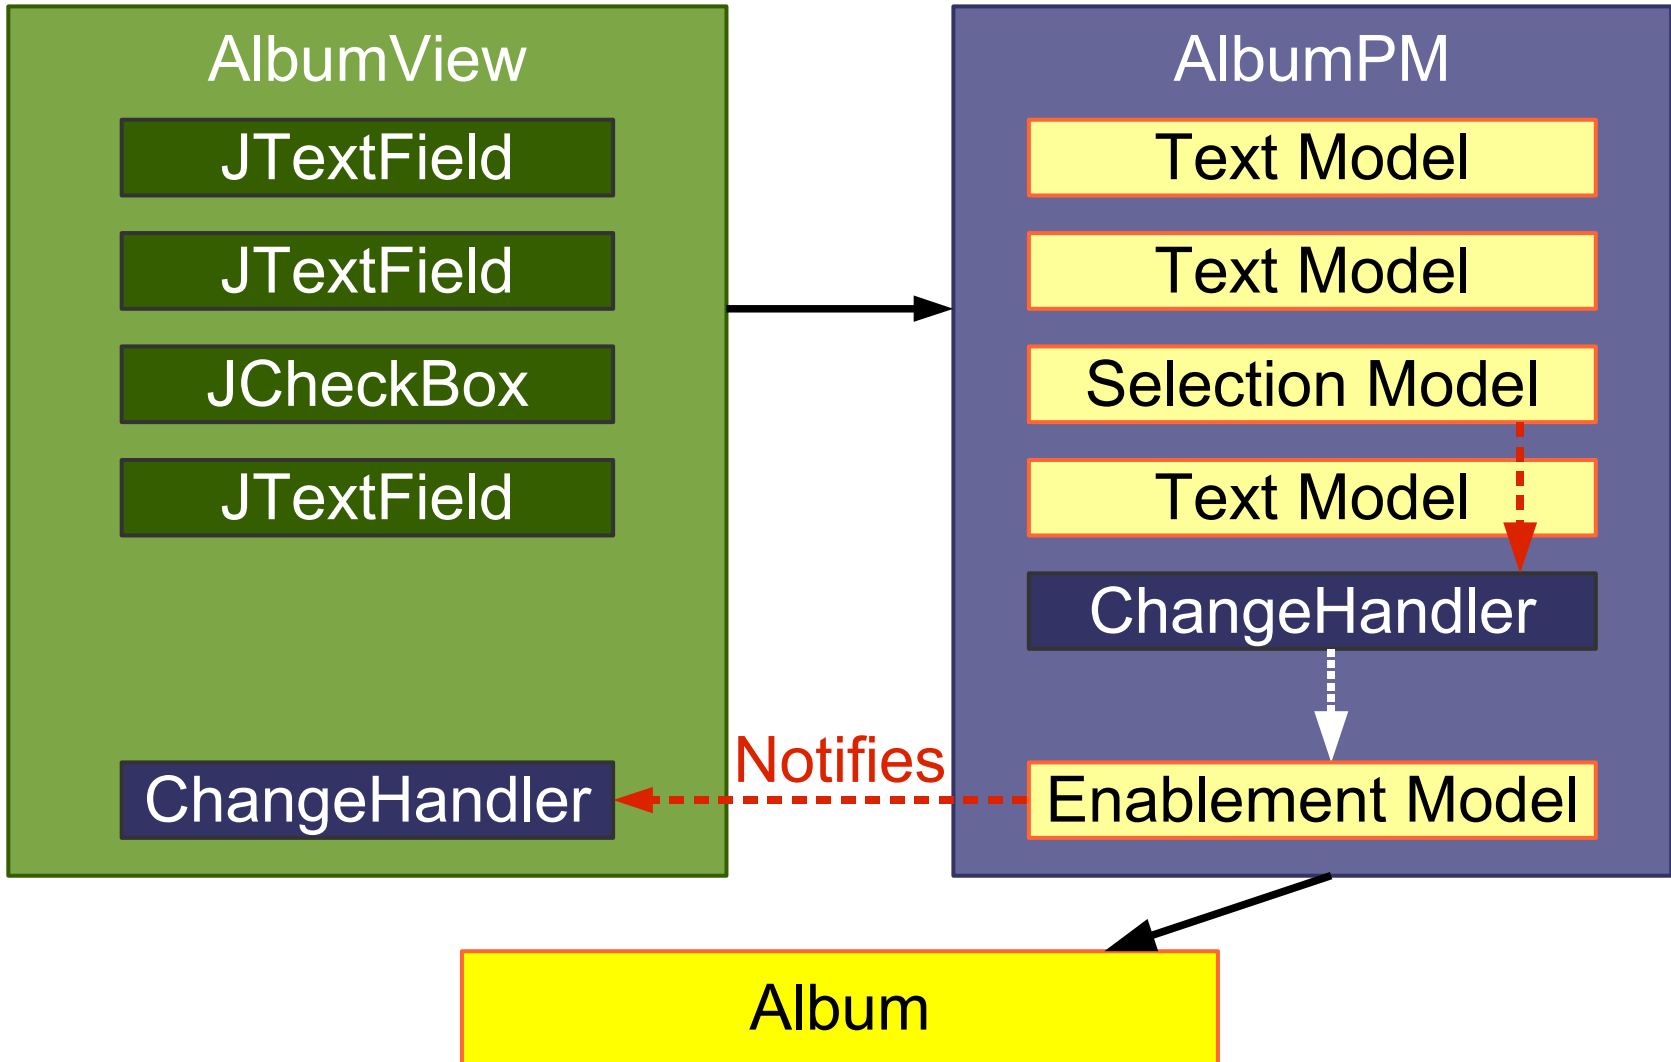 AlbumView
JTextField
JTextField
JCheckBox
JTextField
ChangeHandler
Notifies
AlbumPM
Text Model
Text Model
Selection Model
Text Model
ChangeHandler
Enablement Model
Album